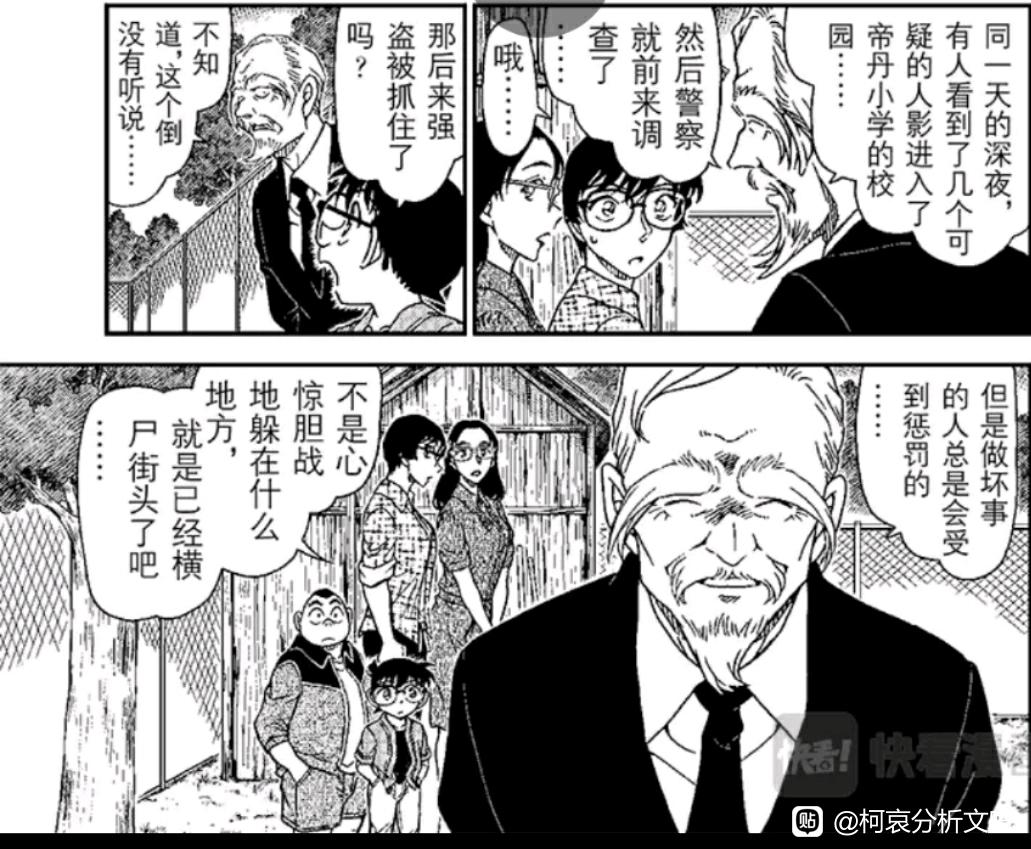 同一天的深夜，
有人看到了几个可
疑的人影进入了
帝丹小学的校
园……
然后警察
就前来调
查了
……
哦……
那后来强
盗被抓住了
吗？
不知
道，这个倒
没有听说……
但是做坏事
的人总是会受
到惩罚的
……
不是心
惊胆战
地躲在什么
地方，
就是已经横
尸街头了吧
……
快看！
快看漫
贴 @柯哀分析文